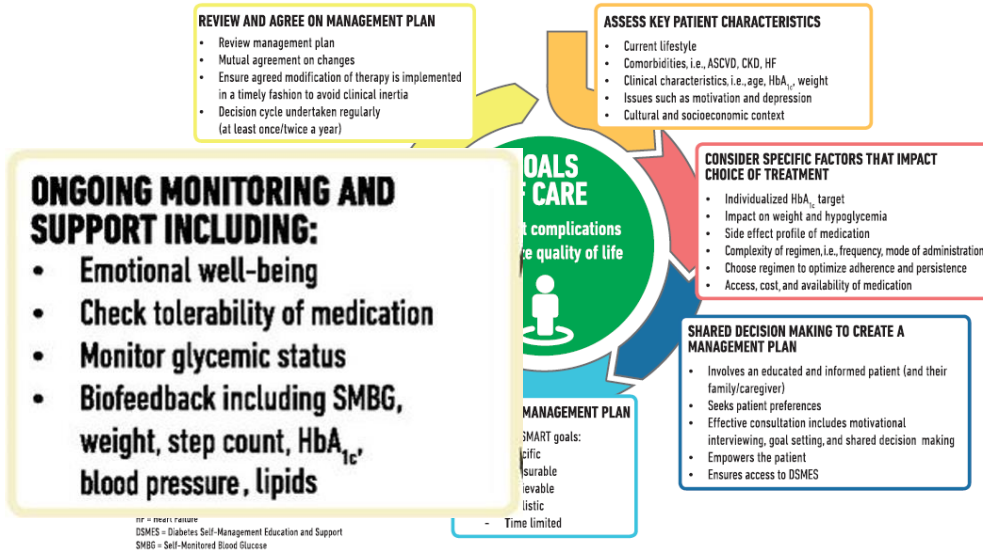 REVIEW AND AGREE ON MANAGEMENT PLAN
• Review management plan
• Mutual agreement on changes
• Ensure agreed modification of therapy is implemented
in a timely fashion to avoid clinical inertia
• Decision cycle undertaken regularly
(at least once/twice a year)
ASSESS KEY PATIENT CHARACTERISTICS
• Current lifestyle
• Comorbidities, i.e., ASCVD, CKD, HF
• Clinical characteristics, i.e., age, HbA1c, weight
• Issues such as motivation and depression
• Cultural and socioeconomic context
CONSIDER SPECIFIC FACTORS THAT IMPACT
CHOICE OF TREATMENT
• Individualized HbA1c target
• Impact on weight and hypoglycemia
• Side effect profile of medication
• Complexity of regimen, i.e., frequency, mode of administration
• Choose regimen to optimize adherence and persistence
• Access, cost, and availability of medication
SHARED DECISION MAKING TO CREATE A
MANAGEMENT PLAN
• Involves an educated and informed patient (and their
family/caregiver)
• Seeks patient preferences
• Effective consultation includes motivational
interviewing, goal setting, and shared decision making
• Empowers the patient
• Ensures access to DSMES
MANAGEMENT PLAN
SMART goals:
- Time limited
ONGOING MONITORING AND
SUPPORT INCLUDING:
• Emotional well-being
• Check tolerability of medication
• Monitor glycemic status
• Biofeedback including SMBG,
weight, step count, HbA1c,
blood pressure, lipids
CARE
complications
quality of life
HF = Heart Failure
DSMES = Diabetes Self-Management Education and Support
SMBG = Self-Monitored Blood Glucose